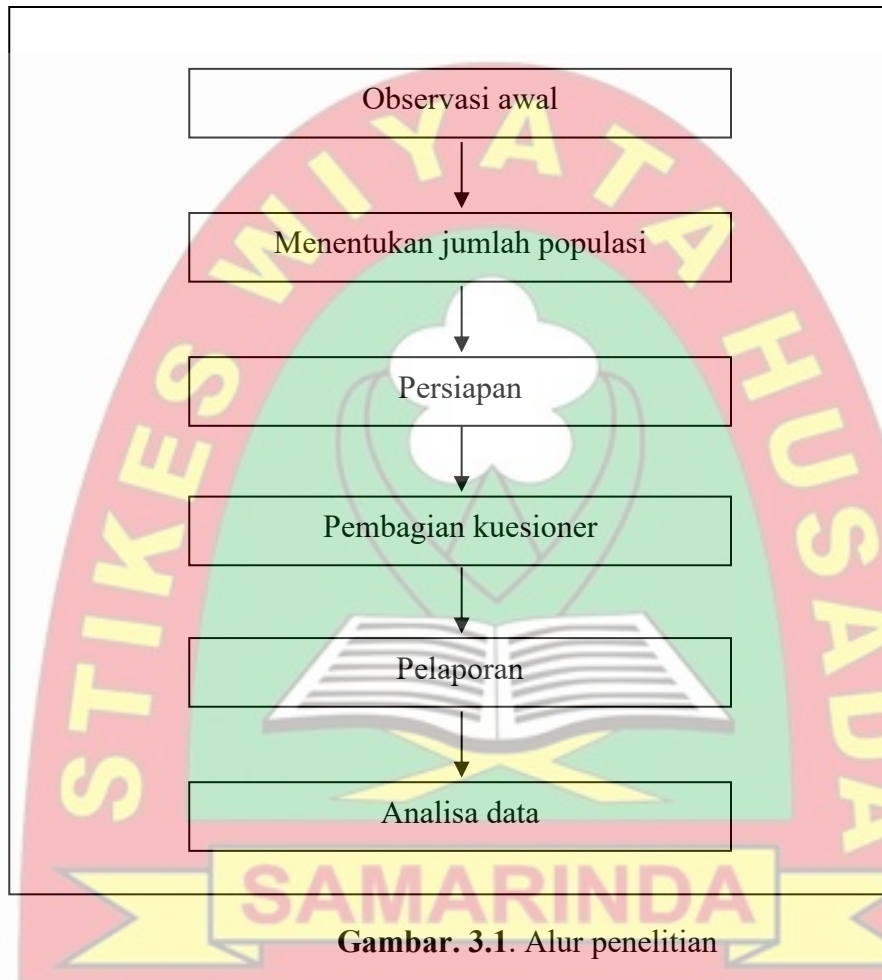 Observasi awal
Menentukan jumlah populasi
Persiapan
Pembagian kuesioner
Pelaporan
Analisa data
STIKES WIYATA HUSADA
SAMARINDA
Gambar. 3.1. Alur penelitian